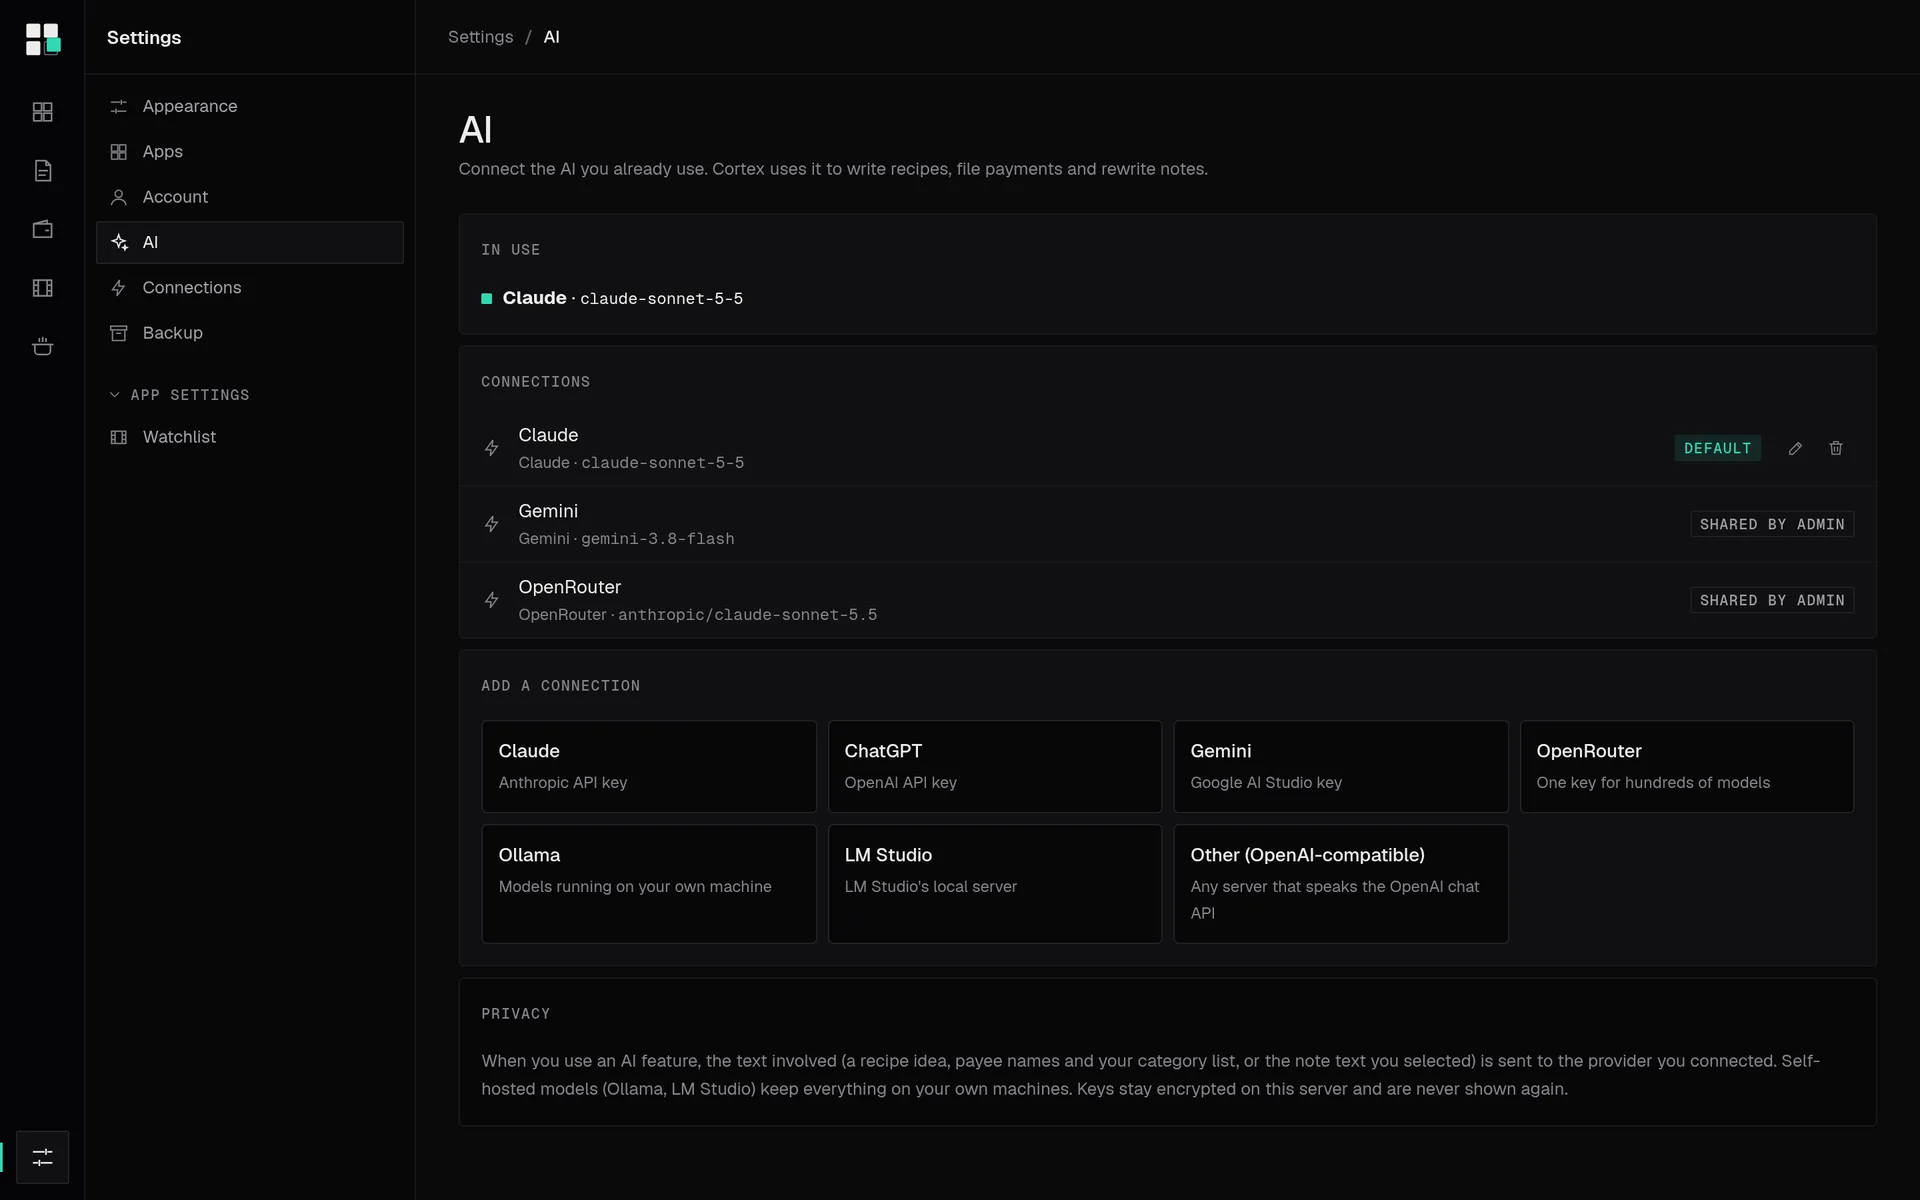 Settings
Settings / AI
Appearance
Apps
Account
AI
Connections
Backup
APP SETTINGS
Watchlist
AI
Connect the AI you already use. Cortex uses it to write recipes, file payments and rewrite notes.
IN USE
Claude · claude-sonnet-5-5
CONNECTIONS
Claude
Claude · claude-sonnet-5-5
DEFAULT
Gemini
Gemini · gemini-3.8-flash
SHARED BY ADMIN
OpenRouter
OpenRouter · anthropic/claude-sonnet-5.5
SHARED BY ADMIN
ADD A CONNECTION
Claude
Anthropic API key
ChatGPT
OpenAI API key
Gemini
Google AI Studio key
OpenRouter
One key for hundreds of models
Ollama
Models running on your own machine
LM Studio
LM Studio's local server
Other (OpenAI-compatible)
Any server that speaks the OpenAI chat
API
PRIVACY
When you use an AI feature, the text involved (a recipe idea, payee names and your category list, or the note text you selected) is sent to the provider you connected. Self-
hosted models (Ollama, LM Studio) keep everything on your own machines. Keys stay encrypted on this server and are never shown again.